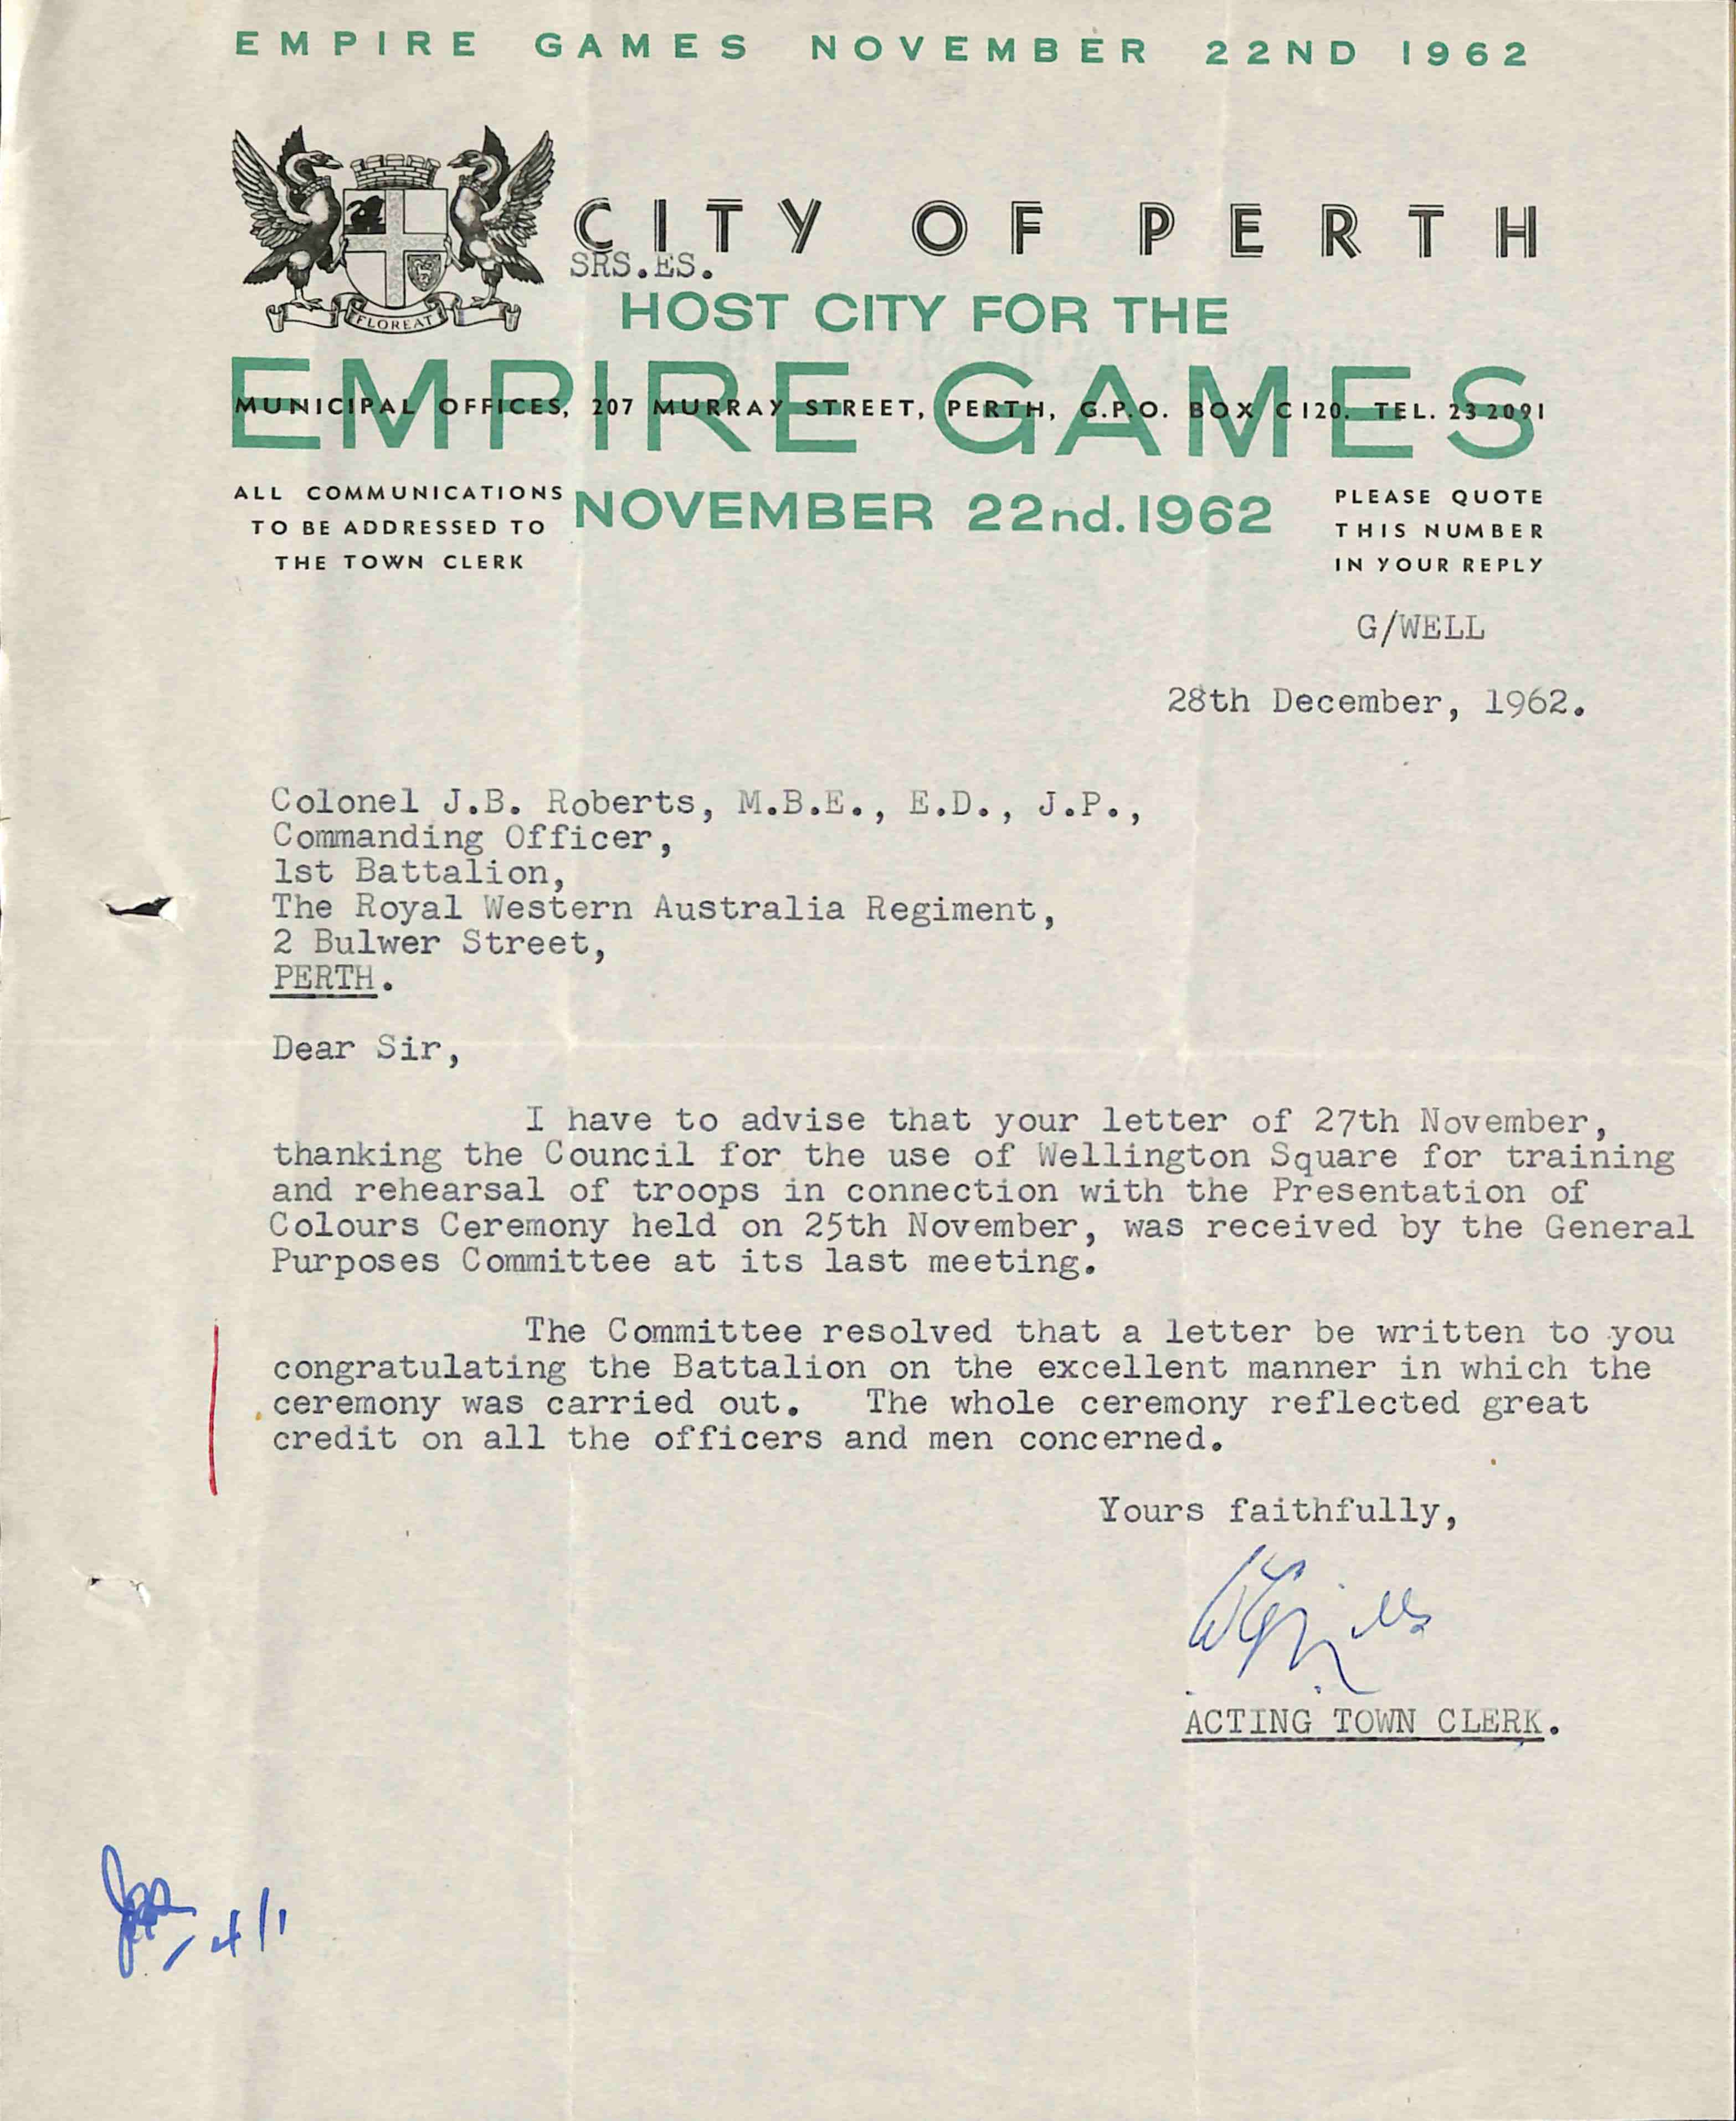 EMPIRE GAMES NOVEMBER 22ND 1962
CITY OF PERTH
SRS.ES.
FLOREAT
HOST CITY FOR THE
EMPIRE GAMES
MUNICIPAL OFFICES, 207 MURRAY STREET, PERTH, G.P.O. BOX C120. TEL. 23 2091
NOVEMBER 22nd. 1962
ALL COMMUNICATIONS
TO BE ADDRESSED TO
THE TOWN CLERK
PLEASE QUOTE
THIS NUMBER
IN YOUR REPLY
G/WELL
28th December, 1962.
Colonel J.B. Roberts, M.B.E., E.D., J.P.,
Commanding Officer,
1st Battalion,
The Royal Western Australia Regiment,
2 Bulwer Street,
PERTH.
Dear Sir,
I have to advise that your letter of 27th November,
thanking the Council for the use of Wellington Square for training
and rehearsal of troops in connection with the Presentation of
Colours Ceremony held on 25th November, was received by the General
Purposes Committee at its last meeting.
The Committee resolved that a letter be written to you
congratulating the Battalion on the excellent manner in which the
ceremony was carried out. The whole ceremony reflected great
credit on all the officers and men concerned.
Yours faithfully,
ACTING TOWN CLERK.
4/1